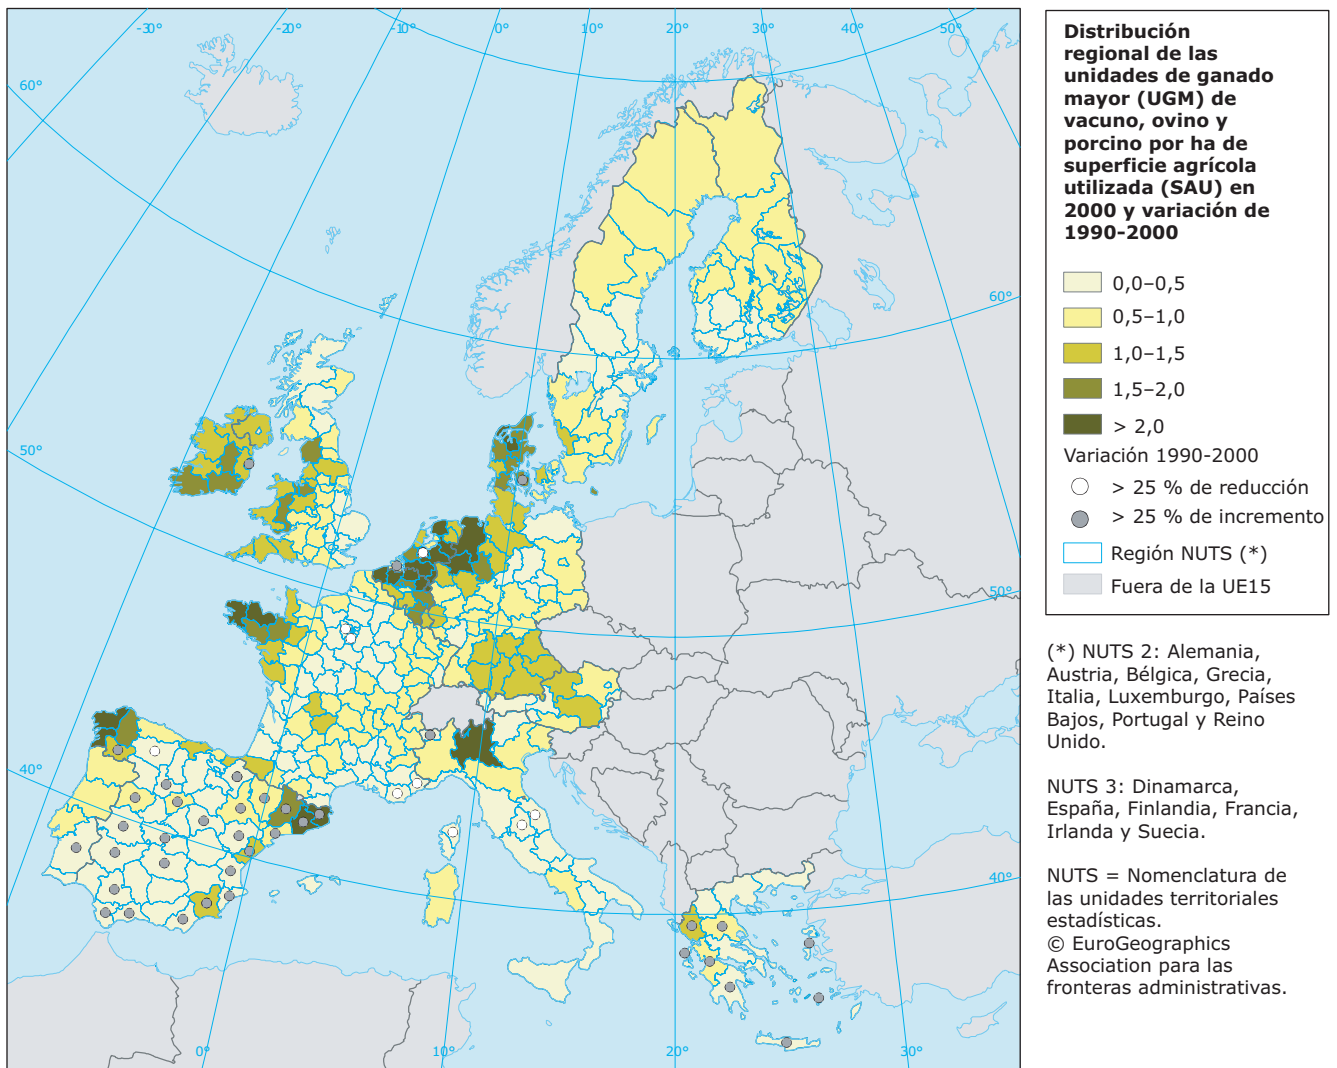 -30°
-20°
-10°
0°
10°
20°
30°
40°
50°
60°
50°
40°
60°
50°
40°
0°
10°
20°
30°
Distribución
regional de las
unidades de ganado
mayor (UGM) de
vacuno, ovino y
porcino por ha de
superficie agrícola
utilizada (SAU) en
2000 y variación de
1990-2000
0,0–0,5
0,5–1,0
1,0–1,5
1,5–2,0
> 2,0
Variación 1990-2000
> 25 % de reducción
> 25 % de incremento
Región NUTS (*)
Fuera de la UE15
(*) NUTS 2: Alemania,
Austria, Bélgica, Grecia,
Italia, Luxemburgo, Países
Bajos, Portugal y Reino
Unido.
NUTS 3: Dinamarca,
España, Finlandia, Francia,
Irlanda y Suecia.
NUTS = Nomenclatura de
las unidades territoriales
estadísticas.
© EuroGeographics
Association para las
fronteras administrativas.